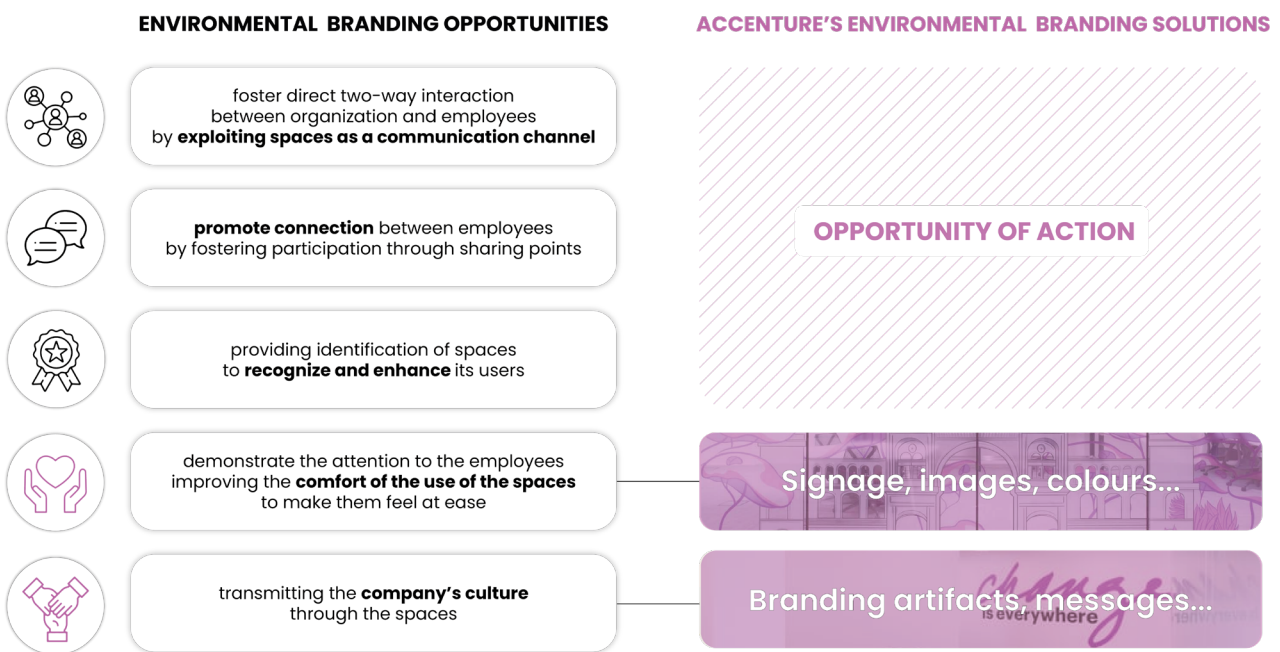 ENVIRONMENTAL BRANDING OPPORTUNITIES
ACCENTURE'S ENVIRONMENTAL BRANDING SOLUTIONS
foster direct two-way interaction
between organization and employees
by exploiting spaces as a communication channel
promote connection between employees
by fostering participation through sharing points
OPPORTUNITY OF ACTION
providing identification of spaces
to recognize and enhance its users
demonstrate the attention to the employees
improving the comfort of the use of the spaces
to make them feel at ease
Signage, images, colours...
transmitting the company's culture
through the spaces
Branding artifacts, messages...
change
is everywhere